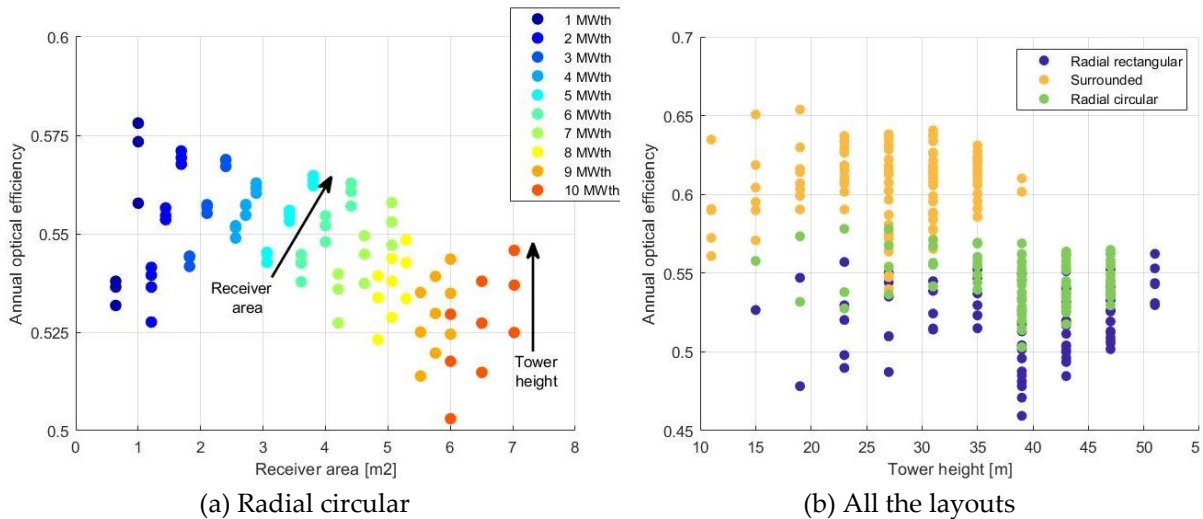 0.6
0.575
0.55
0.525
0.5
Annual optical efficiency
0
1
2
3
4
5
6
7
8
Receiver area [m2]
1 MWth
2 MWth
3 MWth
4 MWth
5 MWth
6 MWth
7 MWth
8 MWth
9 MWth
10 MWth
Receiver
area
Tower
height
(a) Radial circular
0.7
0.65
0.6
0.55
0.5
0.45
Annual optical efficiency
10
15
20
25
30
35
40
45
50
5
Tower height [m]
Radial rectangular
Surrounded
Radial circular
(b) All the layouts